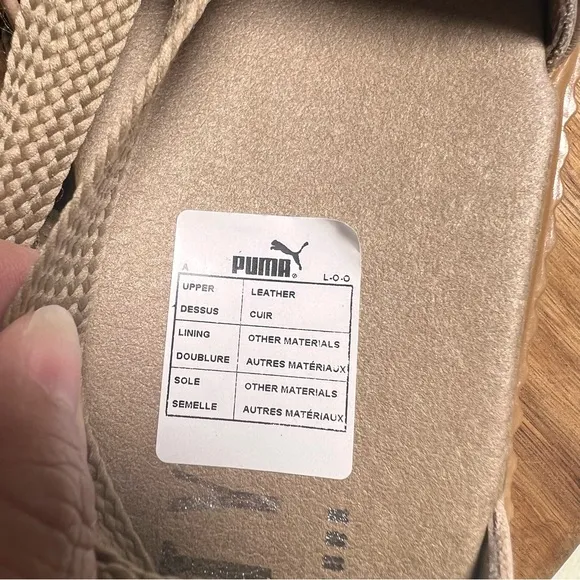 PUMA®
A L-O-O
UPPER LEATHER
DESSUS CUIR
LINING OTHER MATERIALS
DOUBLURE AUTRES MATÉRIAUX
SOLE OTHER MATERIALS
SEMELLE AUTRES MATÉRIAUX